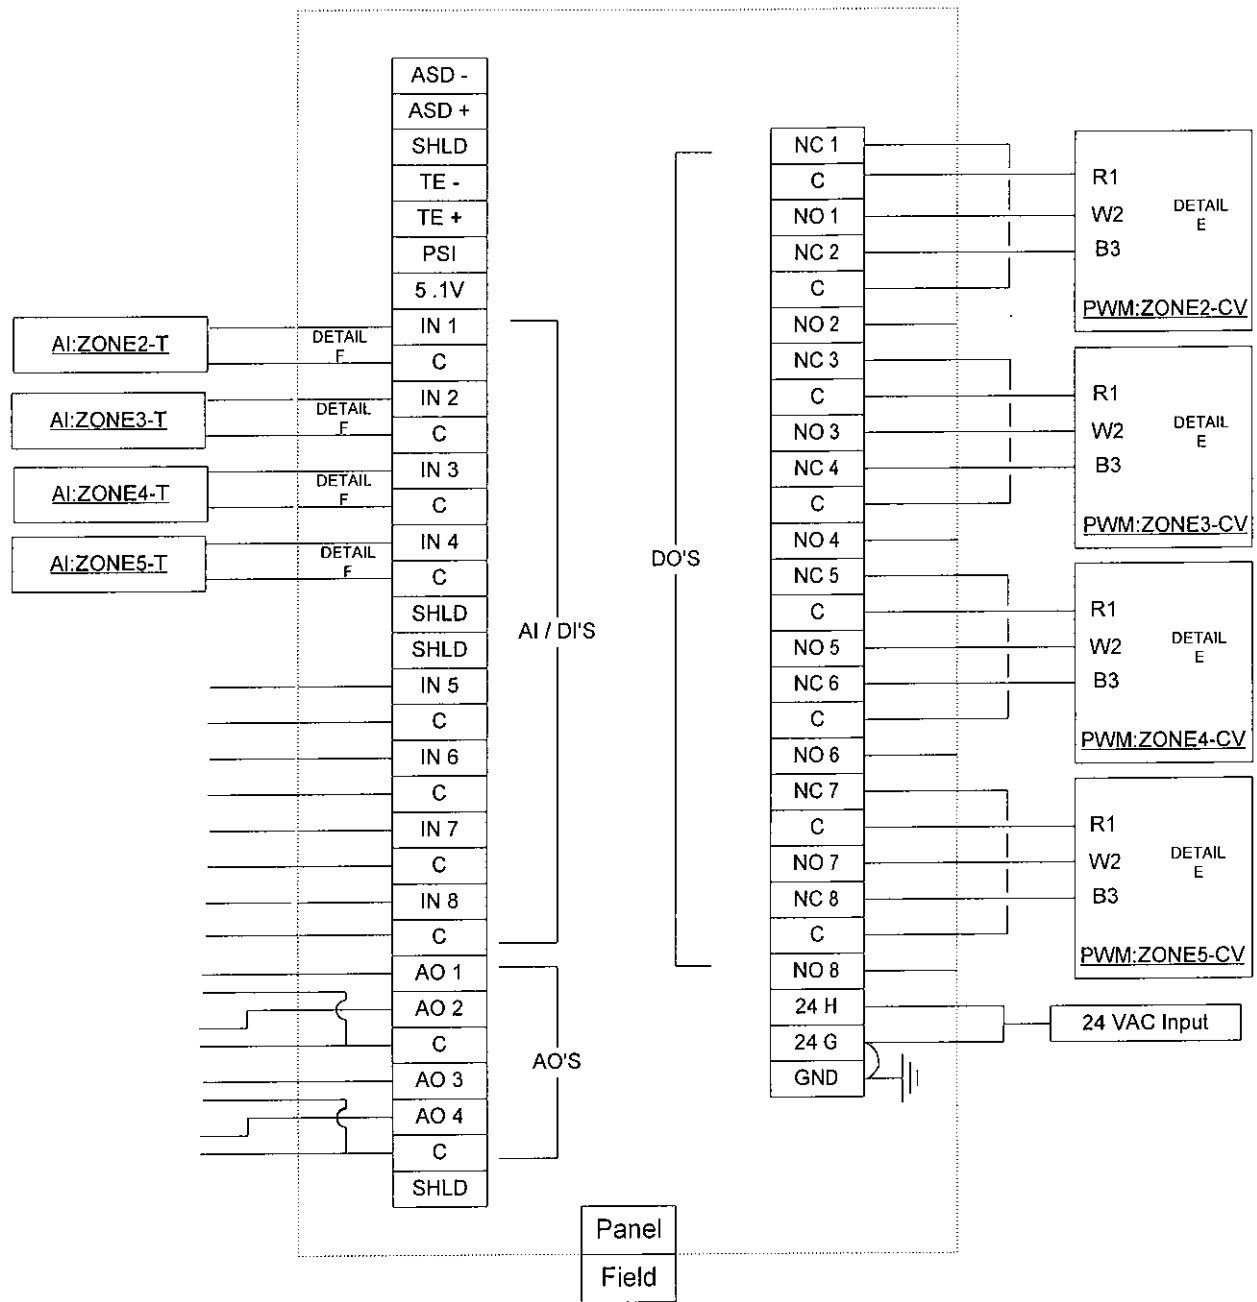 ASD -
ASD +
SHLD
TE -
TE +
PSI
5 .1V
IN 1
C
IN 2
C
IN 3
C
IN 4
C
SHLD
SHLD
IN 5
C
IN 6
C
IN 7
C
IN 8
C
AO 1
AO 2
C
AO 3
AO 4
C
SHLD
AI:ZONE2-T
DETAIL
F
AI:ZONE3-T
DETAIL
F
AI:ZONE4-T
DETAIL
F
AI:ZONE5-T
DETAIL
F
AI / DI'S
AO'S
DO'S
NC 1
C
NO 1
NC 2
C
NO 2
NC 3
C
NO 3
NC 4
C
NO 4
NC 5
C
NO 5
NC 6
C
NO 6
NC 7
C
NO 7
NC 8
C
NO 8
24 H
24 G
GND
R1
W2
B3
DETAIL
E
PWM:ZONE2-CV
R1
W2
B3
DETAIL
E
PWM:ZONE3-CV
R1
W2
B3
DETAIL
E
PWM:ZONE4-CV
R1
W2
B3
DETAIL
E
PWM:ZONE5-CV
24 VAC Input
Panel
Field